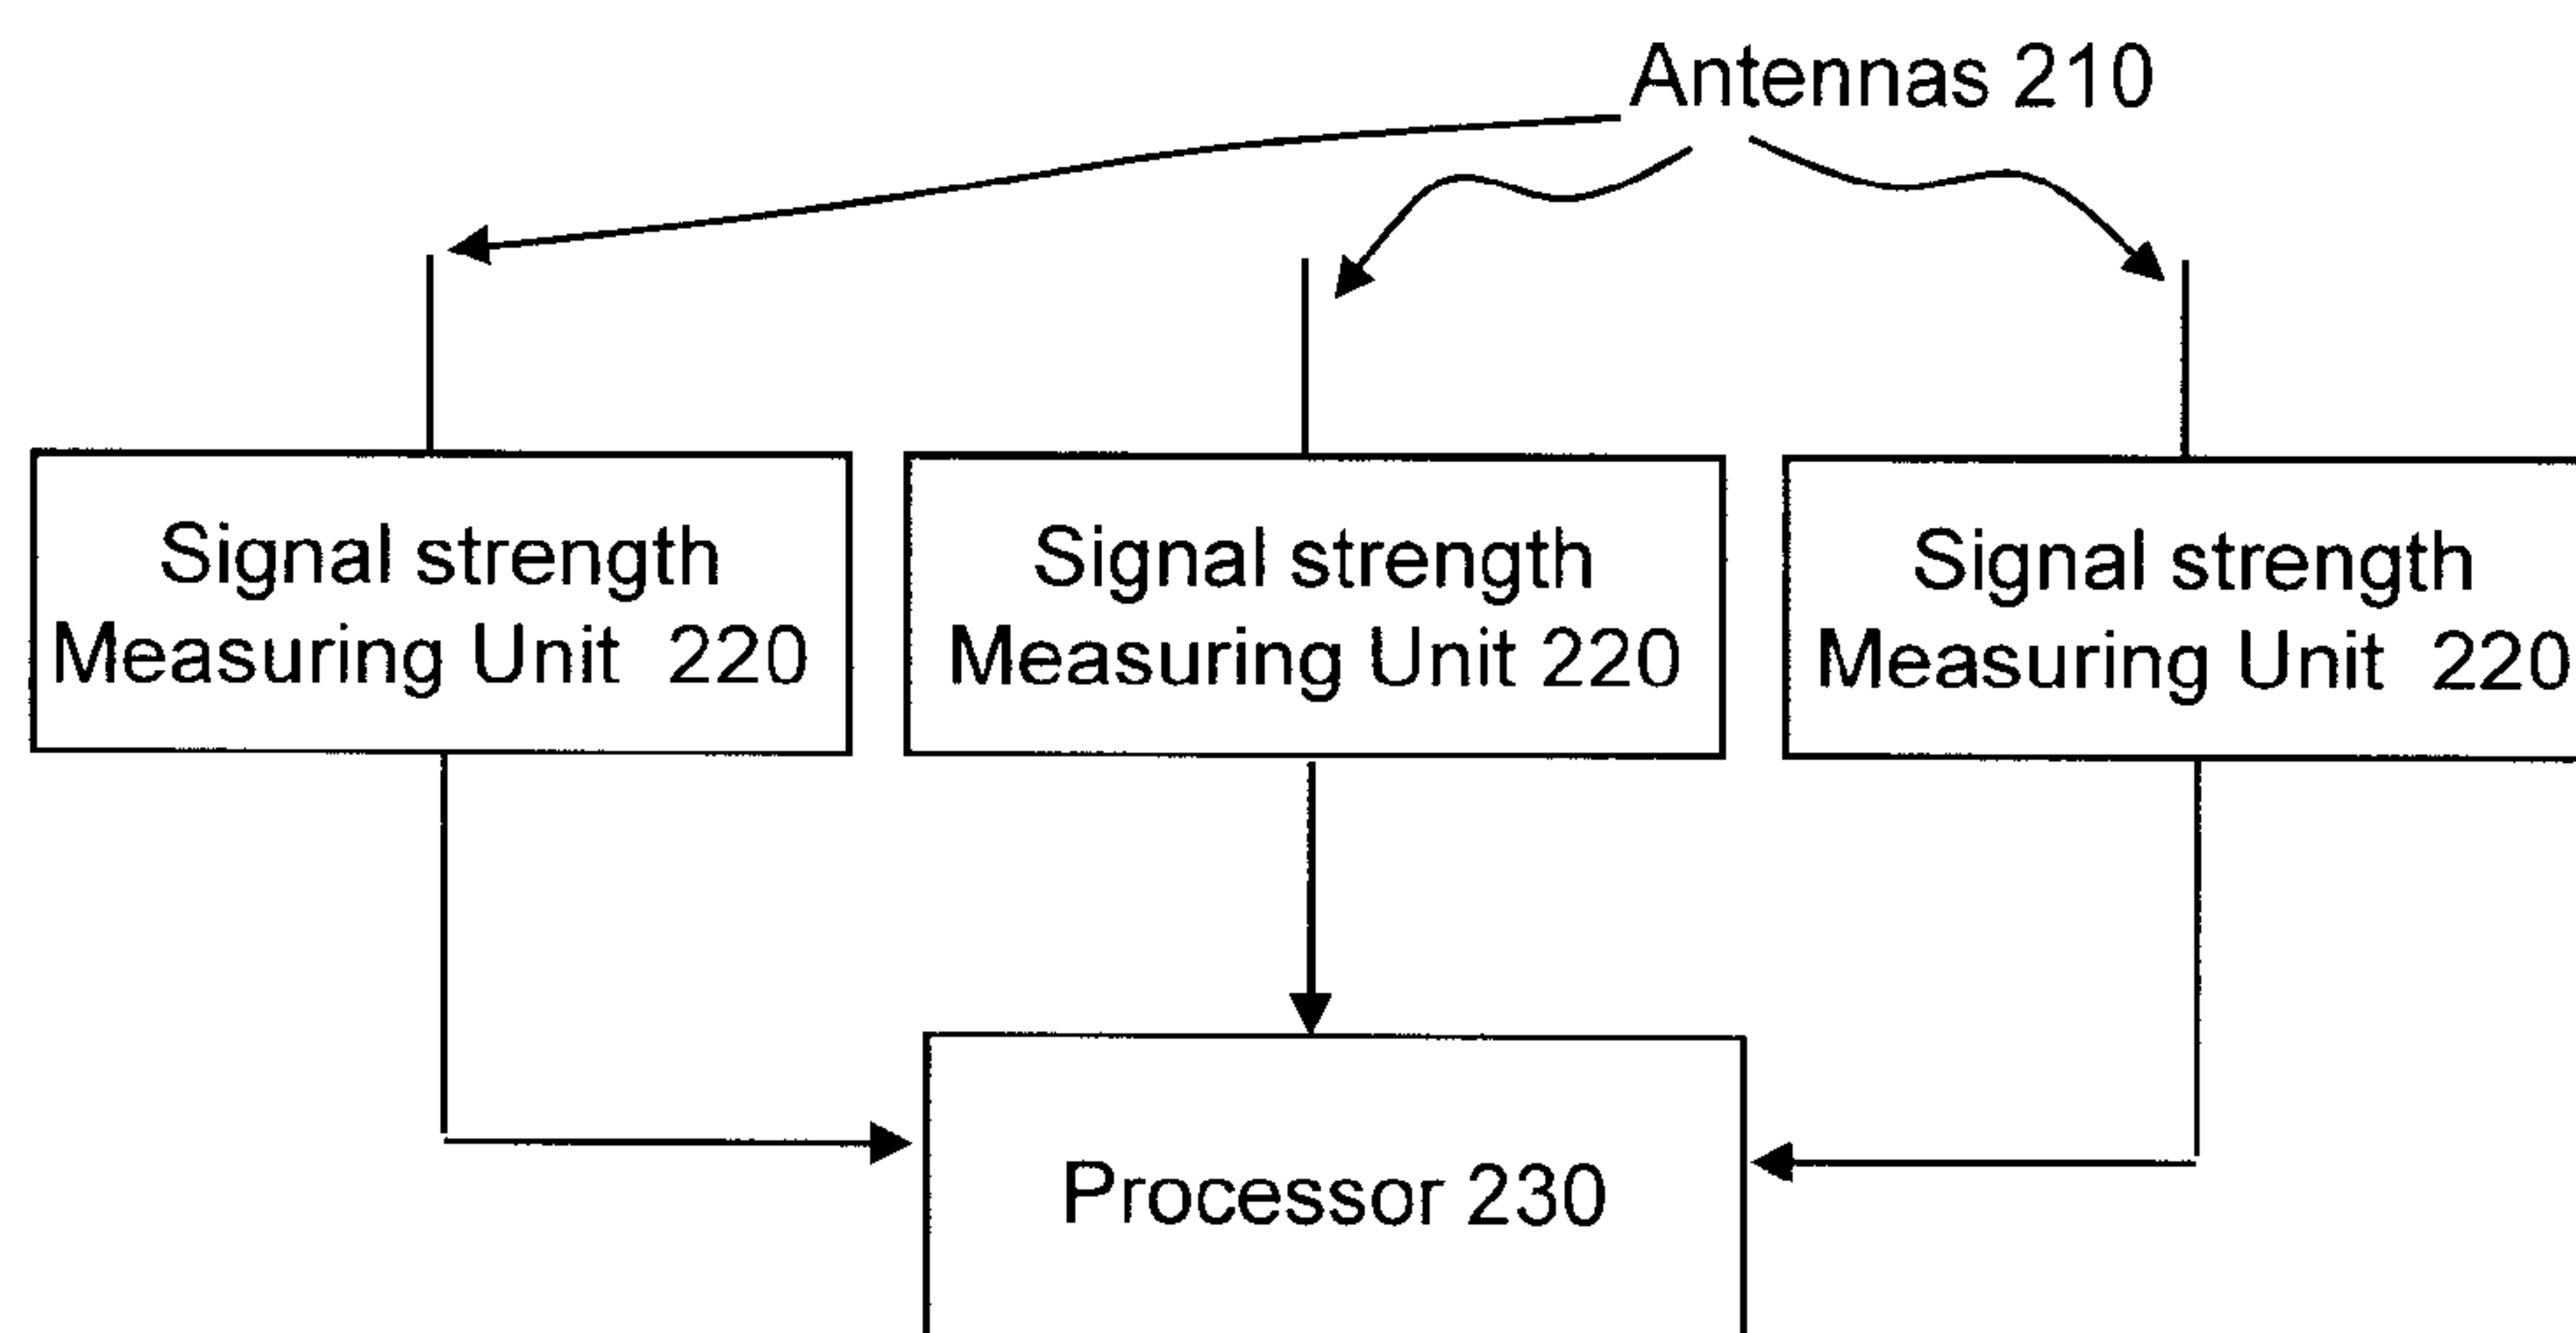 Antennas 210
Signal strength
Measuring Unit 220
Signal strength
Measuring Unit 220
Signal strength
Measuring Unit 220
Processor 230